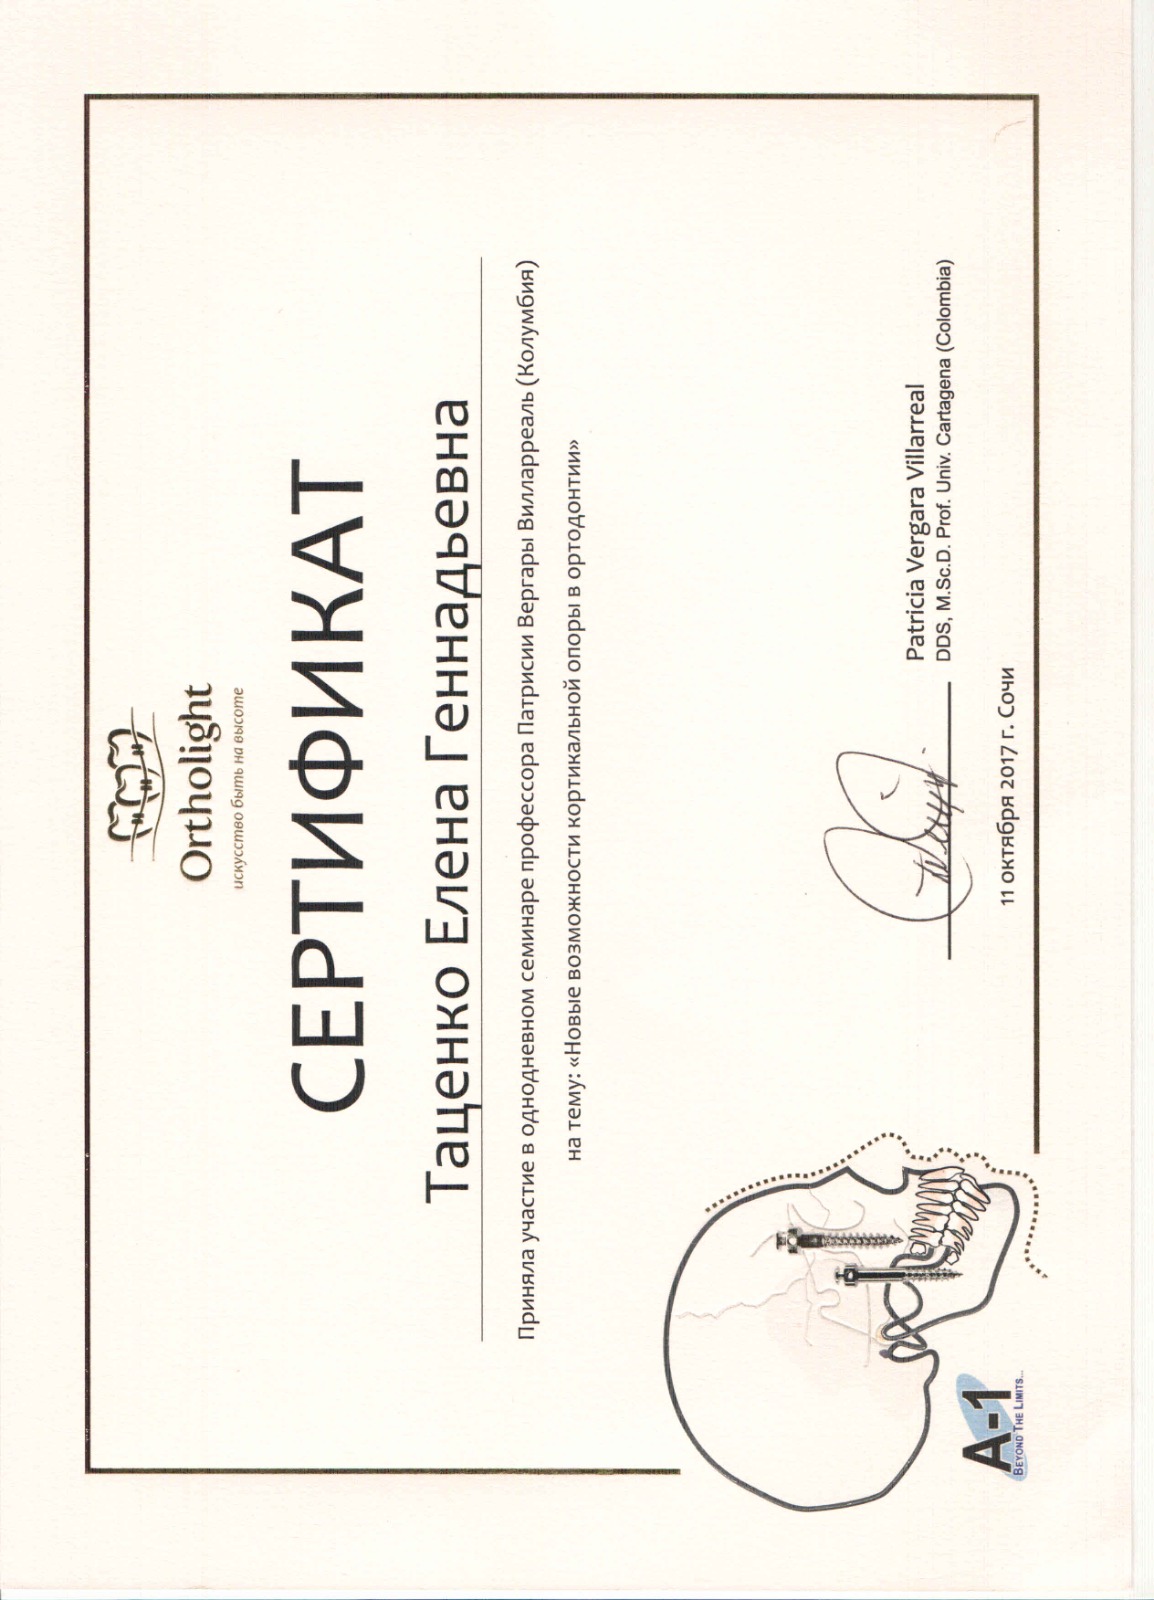 Ortholight
искусство быть на высоте
СЕРТИФИКАТ
Таценко Елена Геннадьевна
Приняла участие в однодневном семинаре профессора Патрисии Вергары Вилларреаль (Колумбия)
на тему: «Новые возможности кортикальной опоры в ортодонтии»
Patricia Vergara Villarreal
DDS, M.Sc.D. Prof. Univ. Cartagena (Colombia)
A-1
BEYOND THE LIMITS...
11 октября 2017 г. Сочи